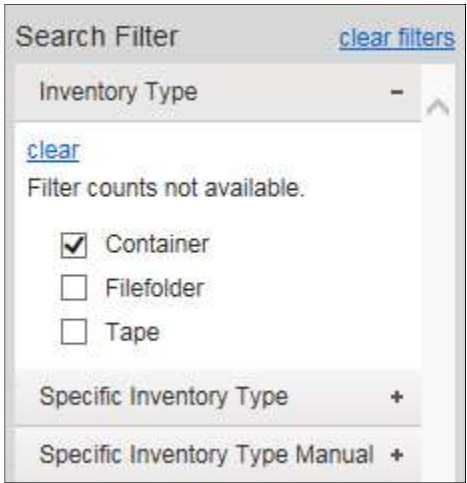 Search Filter clear filters
Inventory Type -
clear
Filter counts not available.
Container
Filefolder
Tape
Specific Inventory Type +
Specific Inventory Type Manual +